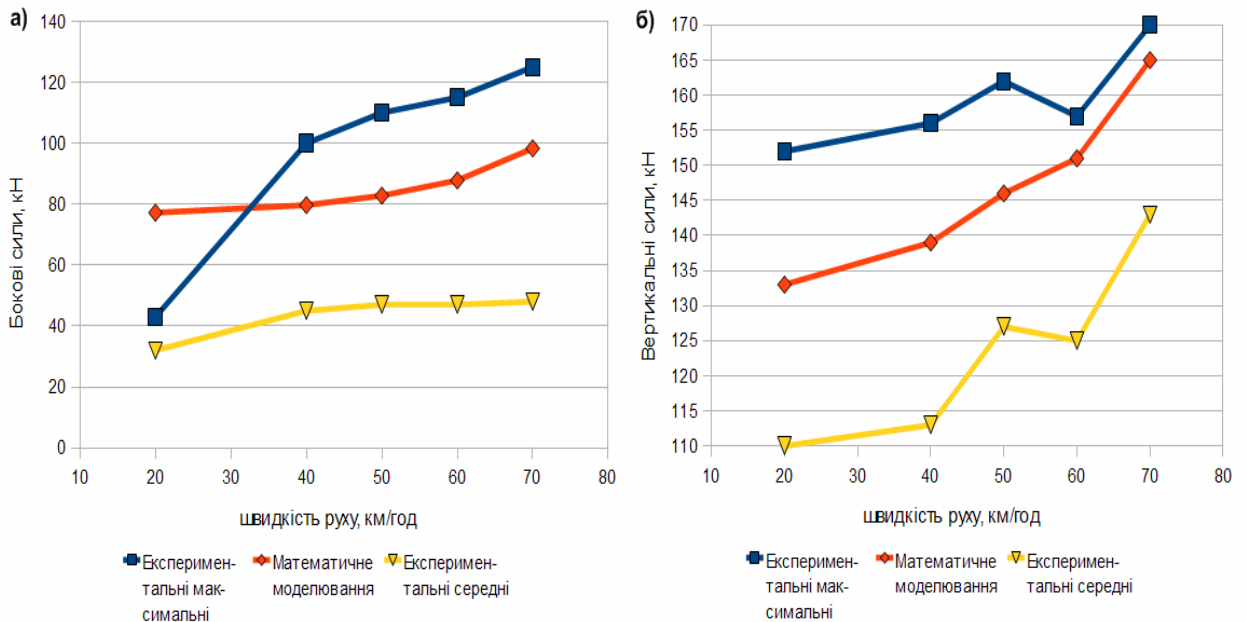 а)
140
120
100
80
60
40
20
0
Бокові сили, кН
10 20 30 40 50 60 70 80
швидкість руху, км/год
Експеримен-
тальні мак-
симальні
Математичне
моделювання
Експеримен-
тальні середні
б)
170
165
160
155
150
145
140
133
130
125
120
115
110
Вертикальні сили, кН
10 20 30 40 50 60 70 80
швидкість руху, км/год
Експеримен-
тальні мак-
симальні
Математичне
моделювання
Експеримен-
тальні середні